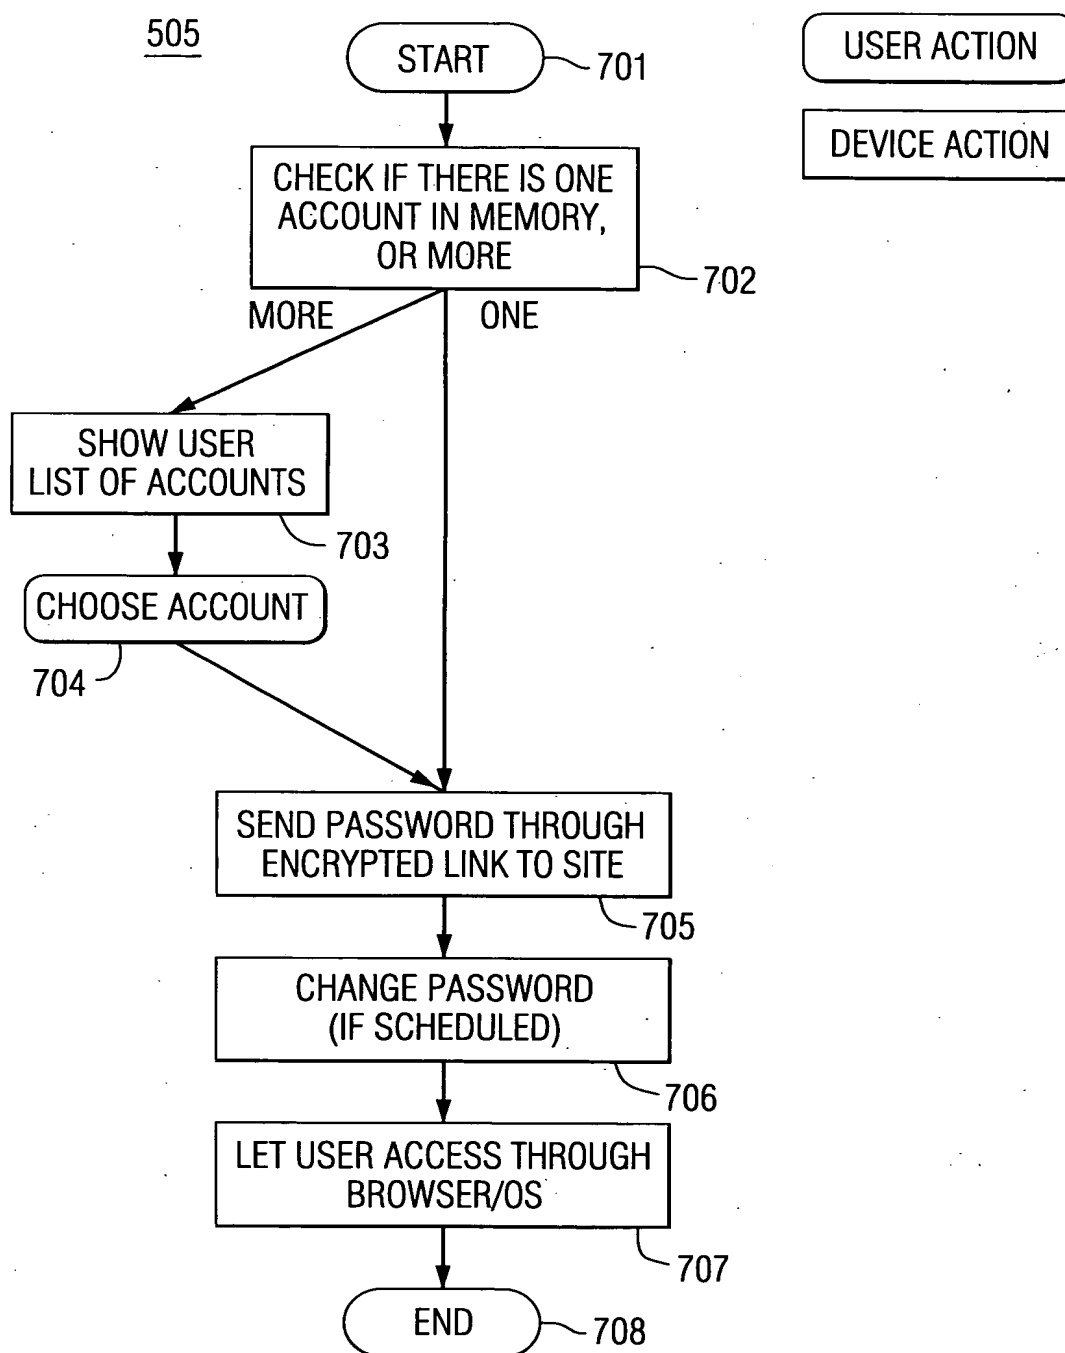 505
START
701
USER ACTION
DEVICE ACTION
CHECK IF THERE IS ONE
ACCOUNT IN MEMORY,
OR MORE
702
MORE
ONE
SHOW USER
LIST OF ACCOUNTS
703
CHOOSE ACCOUNT
704
SEND PASSWORD THROUGH
ENCRYPTED LINK TO SITE
705
CHANGE PASSWORD
(IF SCHEDULED)
706
LET USER ACCESS THROUGH
BROWSER/OS
707
END
708